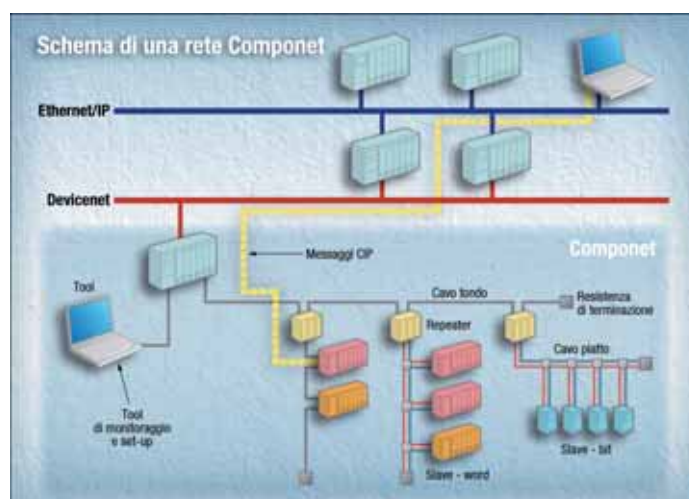 Schema di una rete Componet
Ethernet/IP
Devicenet
Componet
Messaggi CIP
Tool
Cavo tondo
Resistenza
di terminazione
Repeater
Cavo piatto
Tool
di monitoraggio
e set-up
Slave - bit
Slave - word